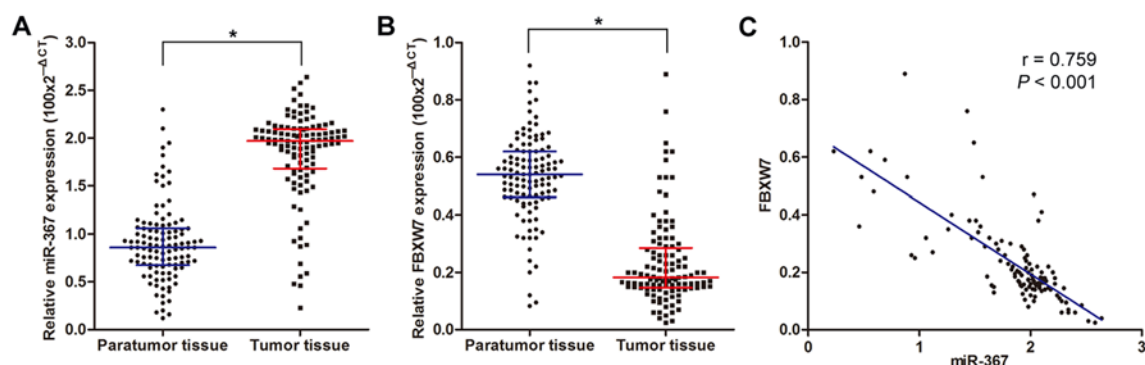 A
Relative miR-367 expression (100x2^−ΔCT)
3.0
2.5
2.0
1.5
1.0
0.5
0.0
*
Paratumor tissue
Tumor tissue
B
Relative FBXW7 expression (100x2^−ΔCT)
1.0
0.8
0.6
0.4
0.2
0.0
*
Paratumor tissue
Tumor tissue
C
FBXW7
1.0
0.8
0.6
0.4
0.2
0.0
r = 0.759
P < 0.001
0
1
2
3
miR-367